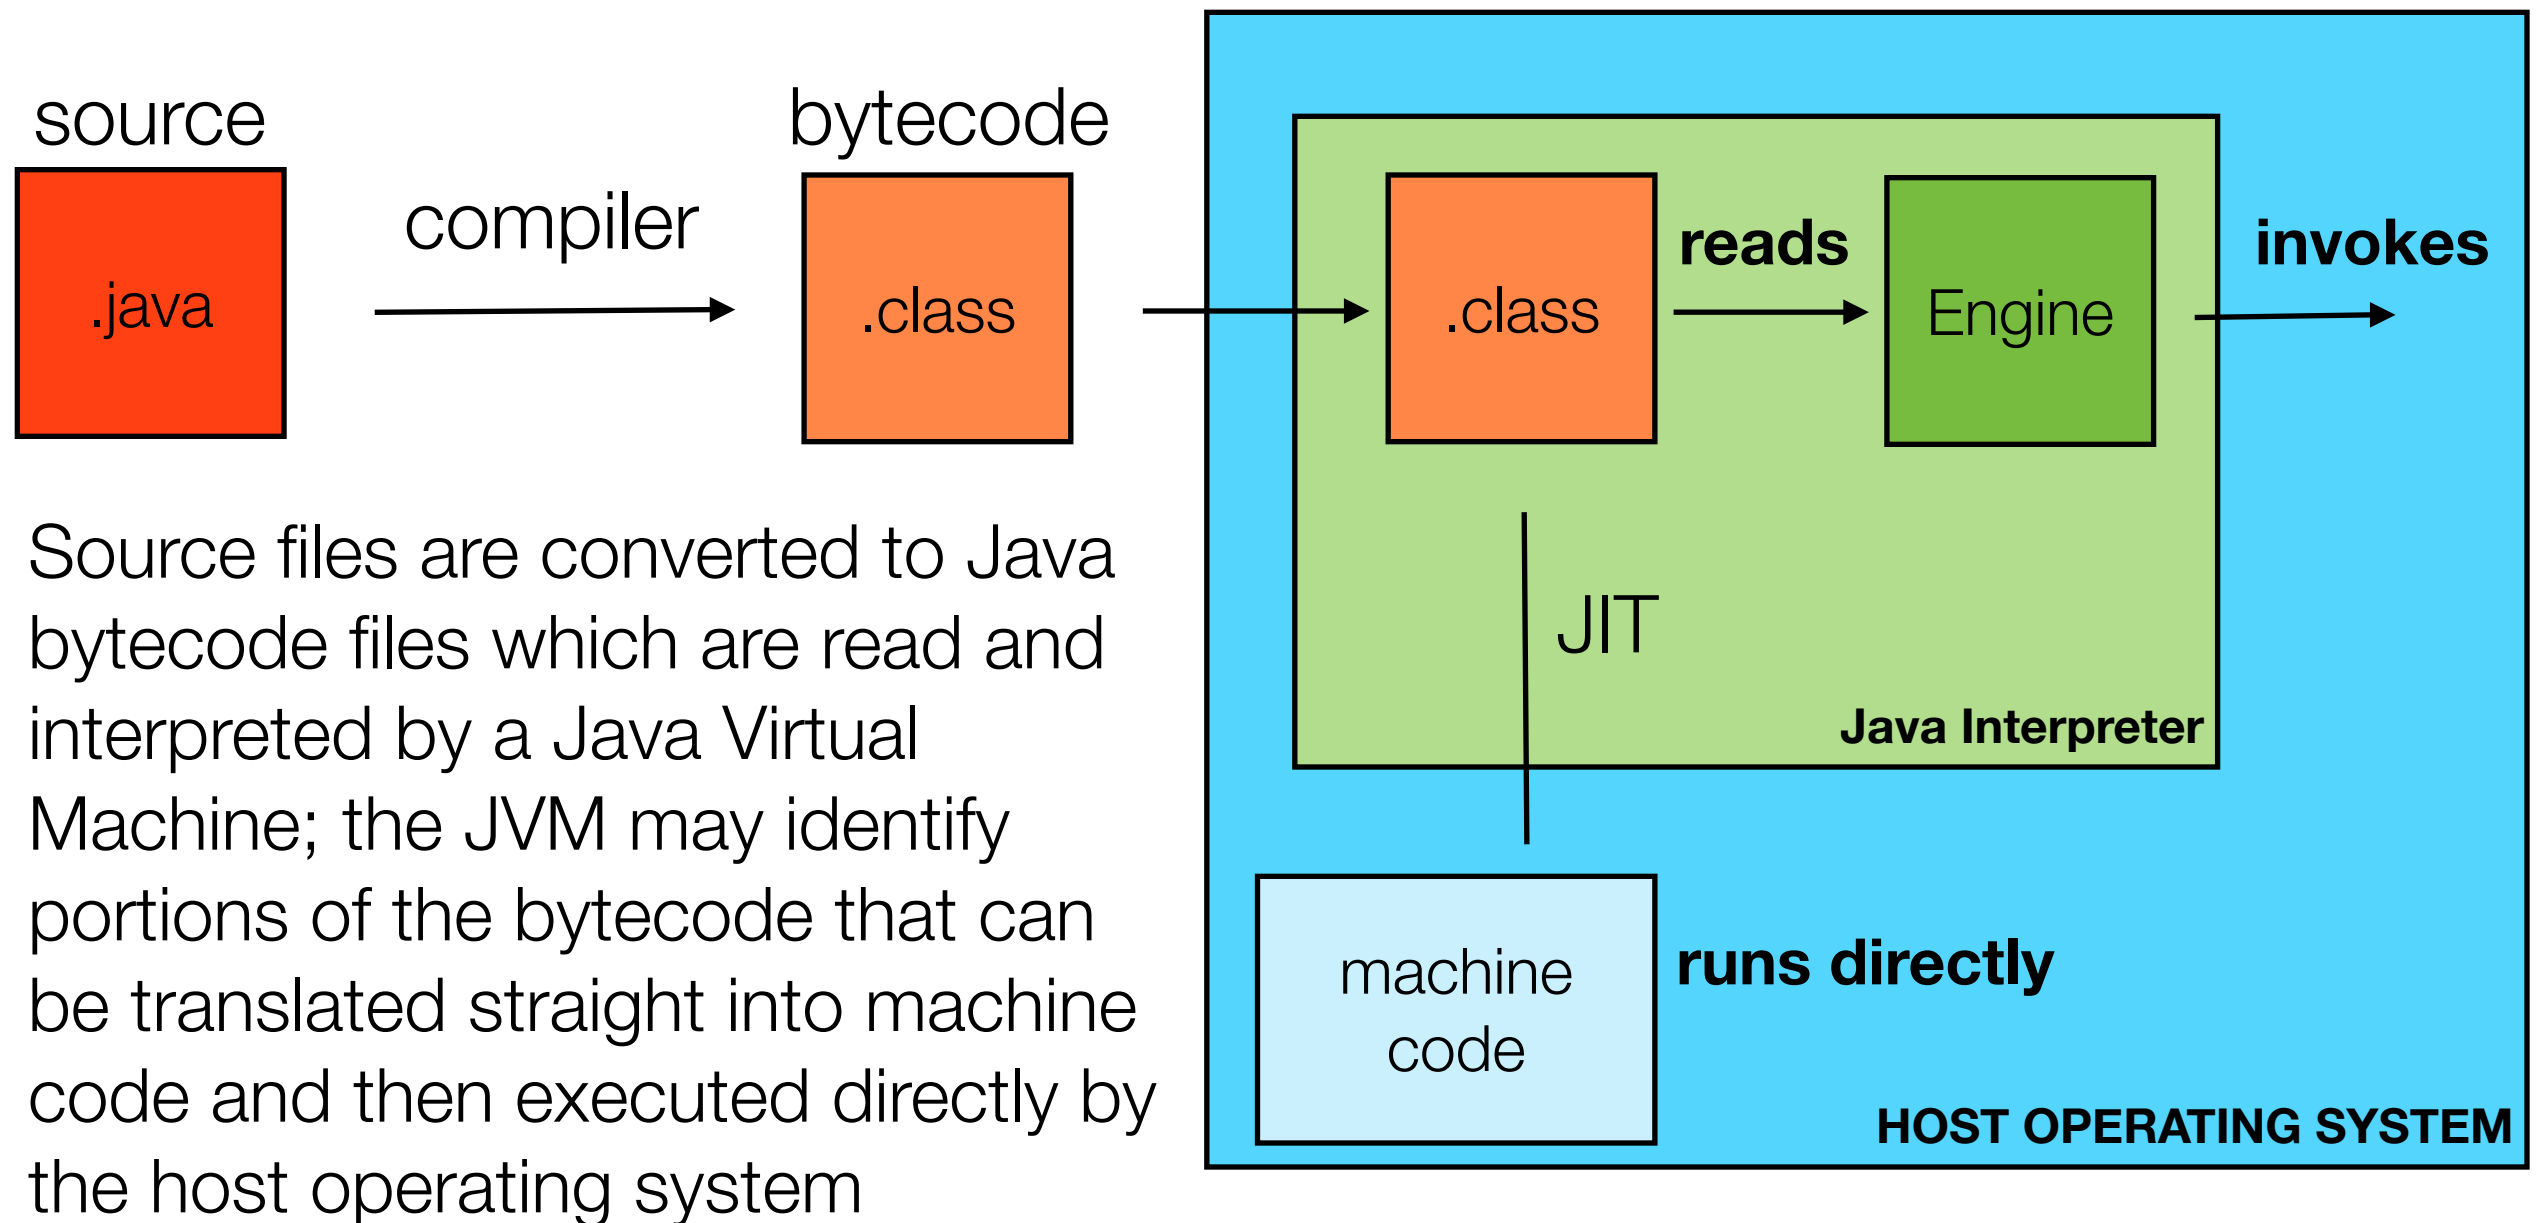 source
bytecode
compiler
.java
.class
.class
reads
Engine
invokes
JIT
Java Interpreter
machine
code
runs directly
HOST OPERATING SYSTEM
Source files are converted to Java
bytecode files which are read and
interpreted by a Java Virtual
Machine; the JVM may identify
portions of the bytecode that can
be translated straight into machine
code and then executed directly by
the host operating system